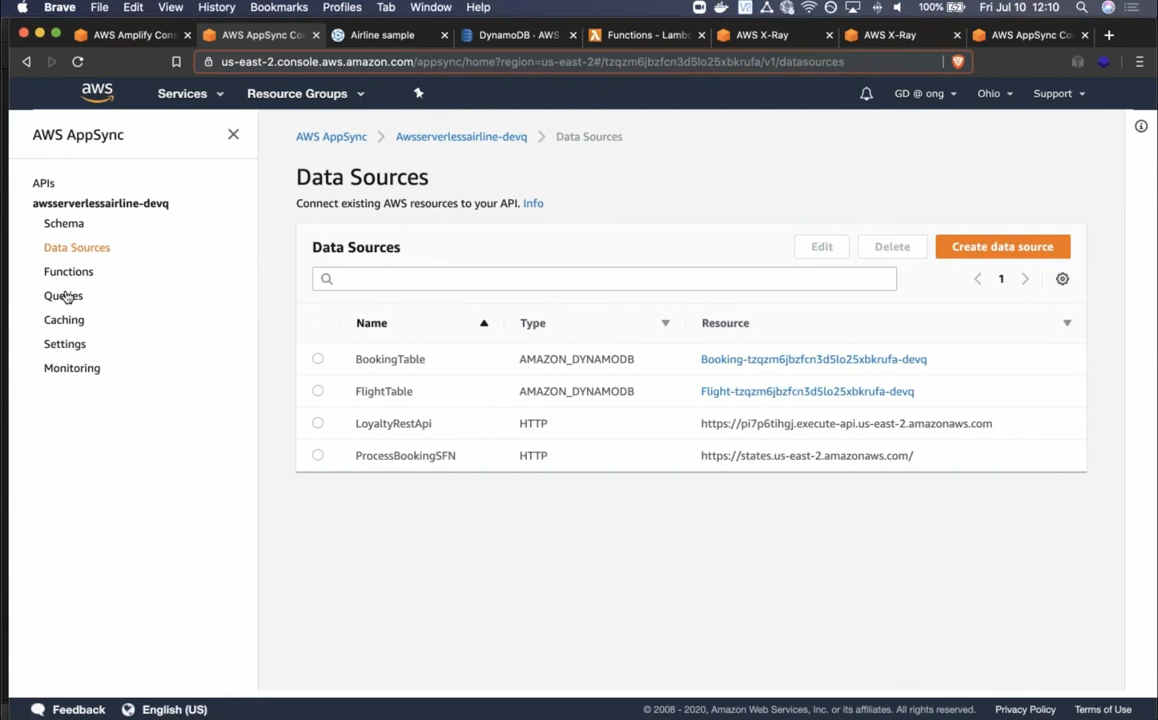 Brave File Edit View History Bookmarks Profiles Tab Window Help 100% Fri Jul 10 12:10
AWS Amplify Cons AWS AppSync Co Airline sample DynamoDB · AWS Functions - Lamb AWS X-Ray AWS X-Ray AWS AppSync Co
us-east-2.console.aws.amazon.com/appsync/home?region=us-east-2#/tzqzm6jbzfcn3d5lo25xbkrufa/v1/datasources
aws Services Resource Groups GD @ ong Ohio Support
AWS AppSync
APIs
awsserverlessairline-devq
Schema
Data Sources
Functions
Queries
Caching
Settings
Monitoring
AWS AppSync Awsserverlessairline-devq Data Sources
Data Sources
Connect existing AWS resources to your API. Info
Data Sources Edit Delete Create data source
1
Name Type Resource
BookingTable AMAZON_DYNAMODB Booking-tzqzm6jbzfcn3d5lo25xbkrufa-devq
FlightTable AMAZON_DYNAMODB Flight-tzqzm6jbzfcn3d5lo25xbkrufa-devq
LoyaltyRestApi HTTP https://pi7p6tihgj.execute-api.us-east-2.amazonaws.com
ProcessBookingSFN HTTP https://states.us-east-2.amazonaws.com/
Feedback English (US) © 2008 - 2020, Amazon Web Services, Inc. or its affiliates. All rights reserved. Privacy Policy Terms of Use